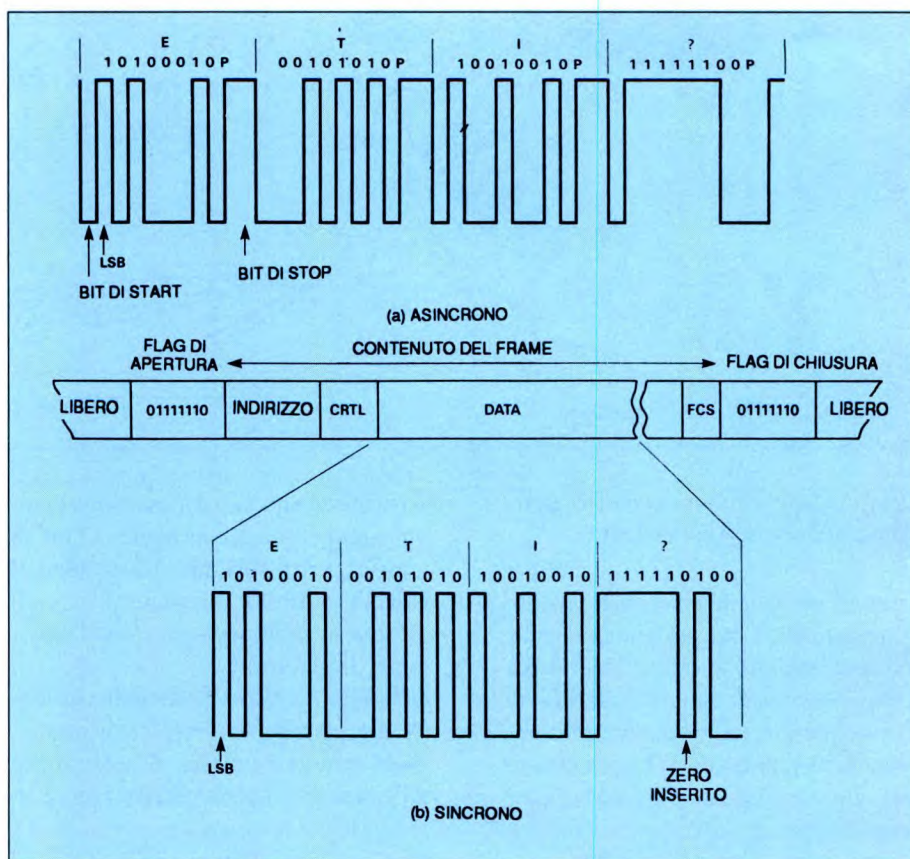 E T I ?
10100010P 00101010P 10010010P 11111100P
LSB
BIT DI START
BIT DI STOP
(a) ASINCRONO
FLAG DI APERTURA
CONTENUTO DEL FRAME
FLAG DI CHIUSURA
LIBERO 01111110 INDIRIZZO CRTL DATA FCS 01111110 LIBERO
E T I ?
10100010 00101010 10010010 111110100
LSB
ZERO INSERITO
(b) SINCRONO